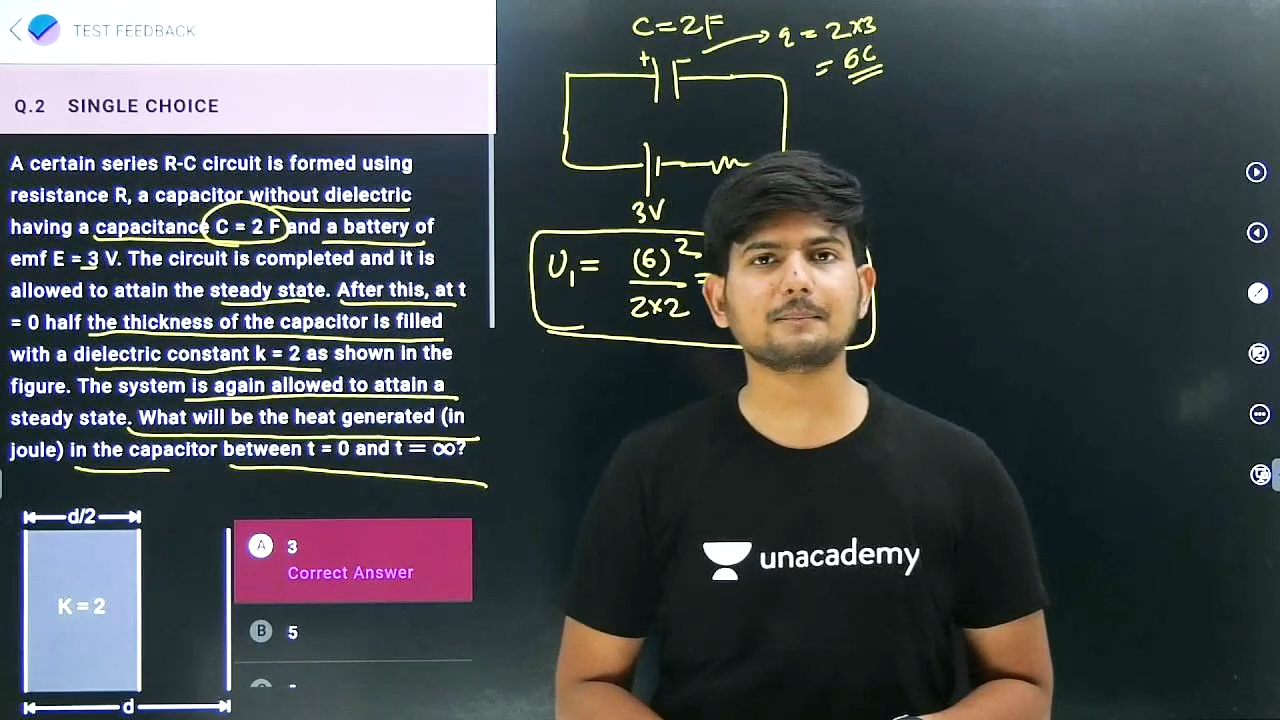 TEST FEEDBACK
Q.2 SINGLE CHOICE
A certain series R-C circuit is formed using
resistance R, a capacitor without dielectric
having a capacitance C = 2 F and a battery of
emf E = 3 V. The circuit is completed and it is
allowed to attain the steady state. After this, at t
= 0 half the thickness of the capacitor is filled
with a dielectric constant k = 2 as shown in the
figure. The system is again allowed to attain a
steady state. What will be the heat generated (in
joule) in the capacitor between t = 0 and t = ∞?
d/2
K = 2
d
A 3
Correct Answer
B 5
C = 2 F
q = 2×3
= 6C
+ -
3V
U₁ = (6)²
2×2
=
unacademy